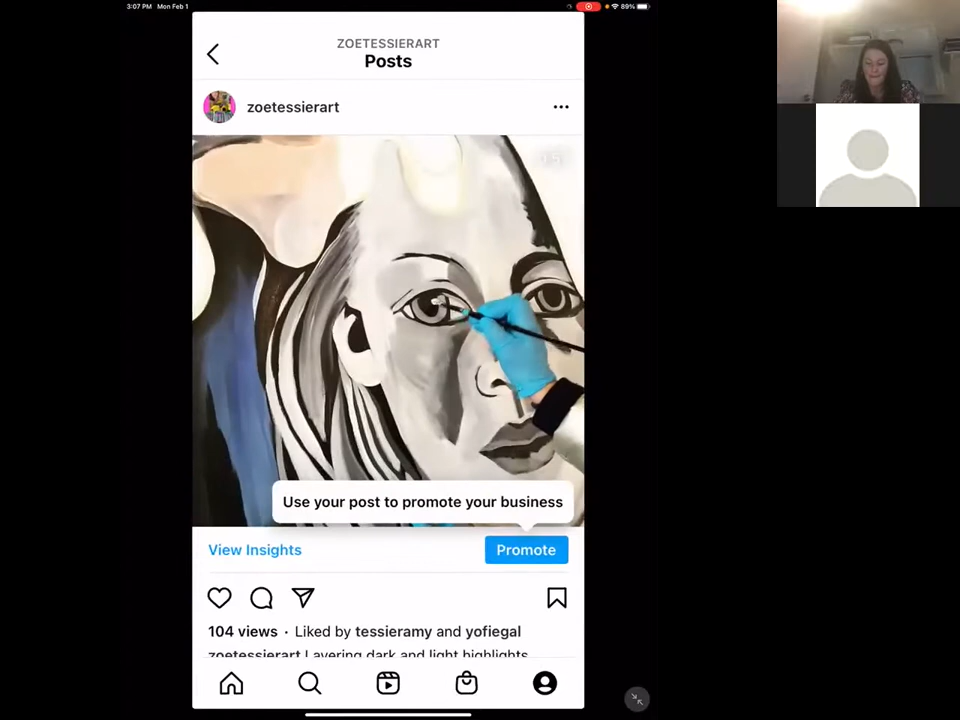 3:07 PM Mon Feb 1
89%
ZOETESSIERART
Posts
zoetessierart
Use your post to promote your business
View Insights
Promote
104 views · Liked by tessieramy and yofiegal
zoetessierart Layering dark and light highlights